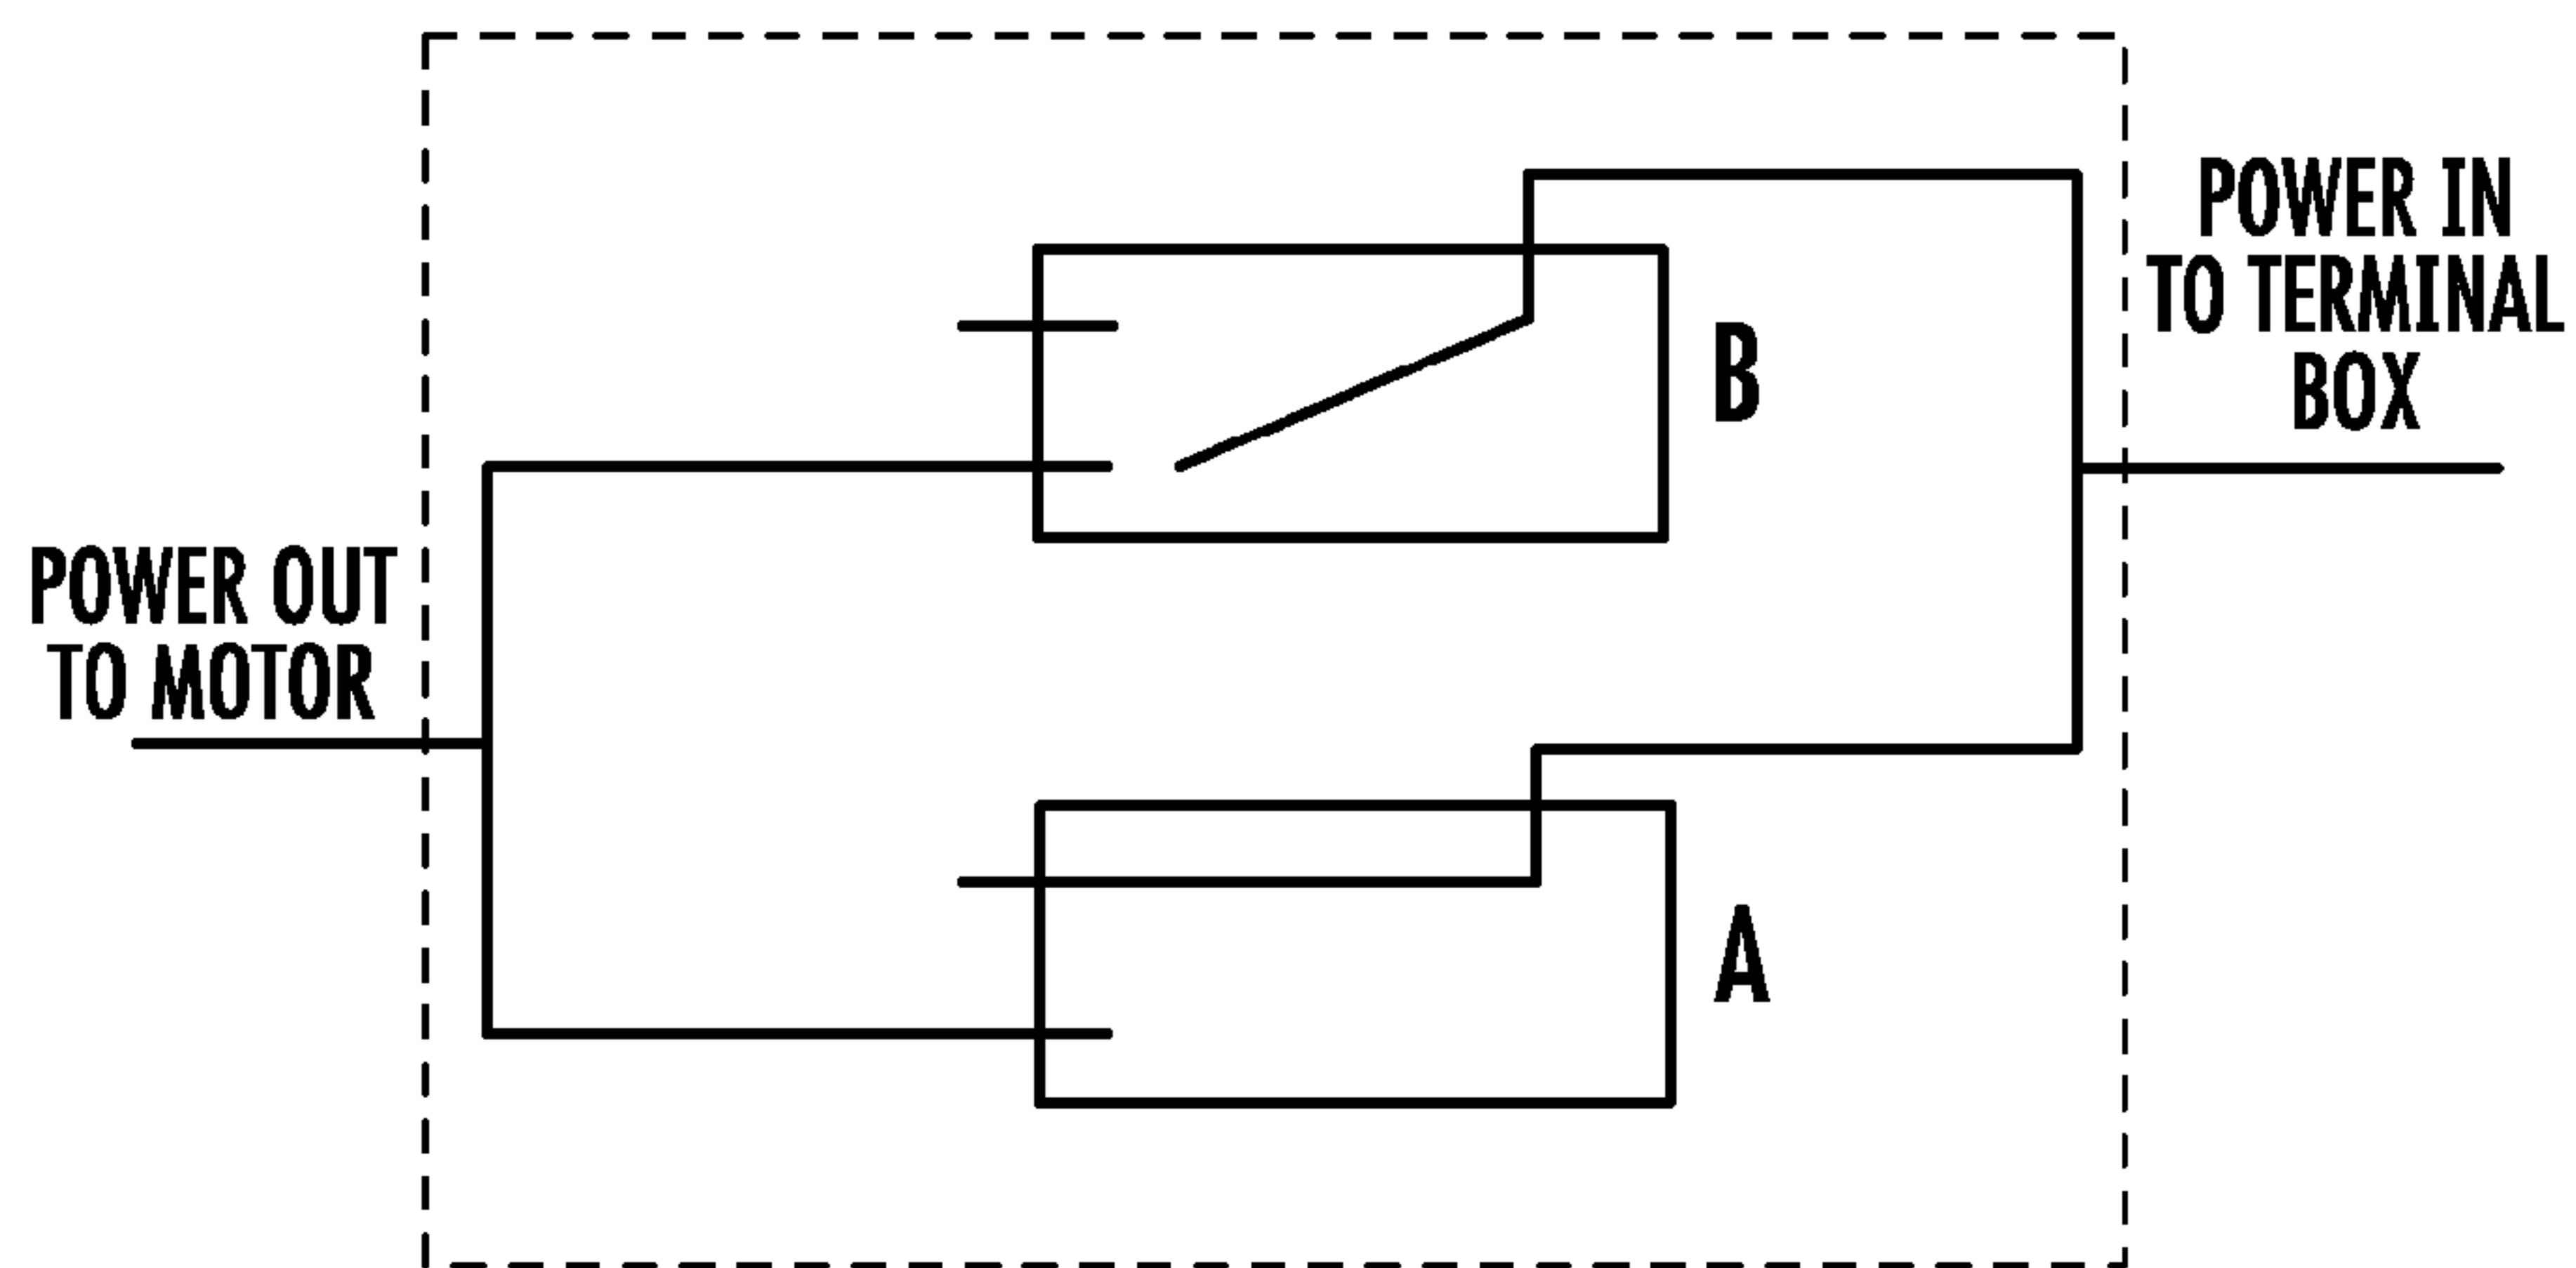 POWER IN
TO TERMINAL
BOX
B
POWER OUT
TO MOTOR
A